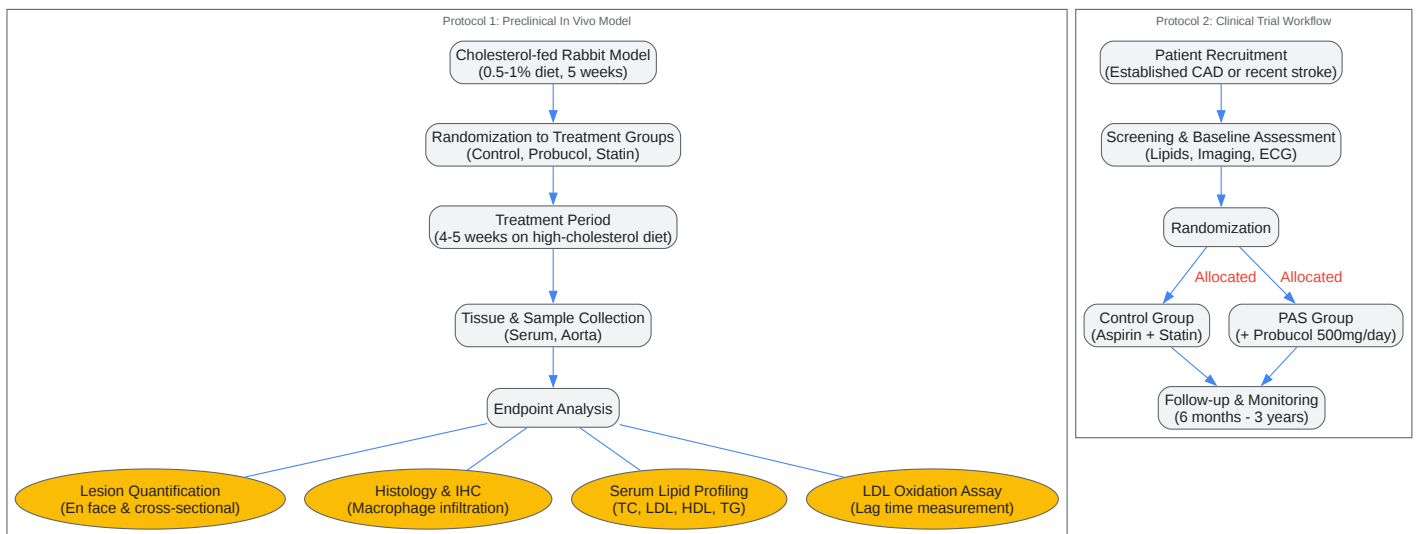 Protocol 1: Preclinical In Vivo Model
Cholesterol-fed Rabbit Model
(0.5-1% diet, 5 weeks)
Randomization to Treatment Groups
(Control, Probucol, Statin)
Treatment Period
(4-5 weeks on high-cholesterol diet)
Tissue & Sample Collection
(Serum, Aorta)
Endpoint Analysis
Lesion Quantification
(En face & cross-sectional)
Histology & IHC
(Macrophage infiltration)
Serum Lipid Profiling
(TC, LDL, HDL, TG)
LDL Oxidation Assay
(Lag time measurement)
Protocol 2: Clinical Trial Workflow
Patient Recruitment
(Established CAD or recent stroke)
Screening & Baseline Assessment
(Lipids, Imaging, ECG)
Randomization
Allocated
Allocated
Control Group
(Aspirin + Statin)
PAS Group
(+ Probucol 500mg/day)
Follow-up & Monitoring
(6 months - 3 years)